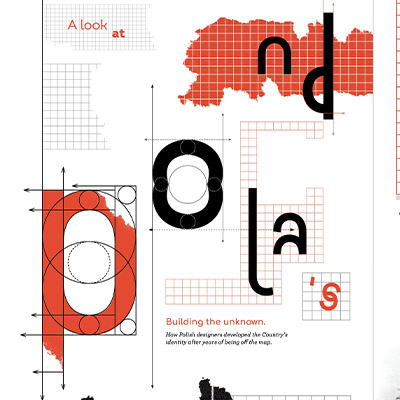 A look
at
poland's
Building the unknown.
How Polish designers developed the Country's
identity after years of being off the map.